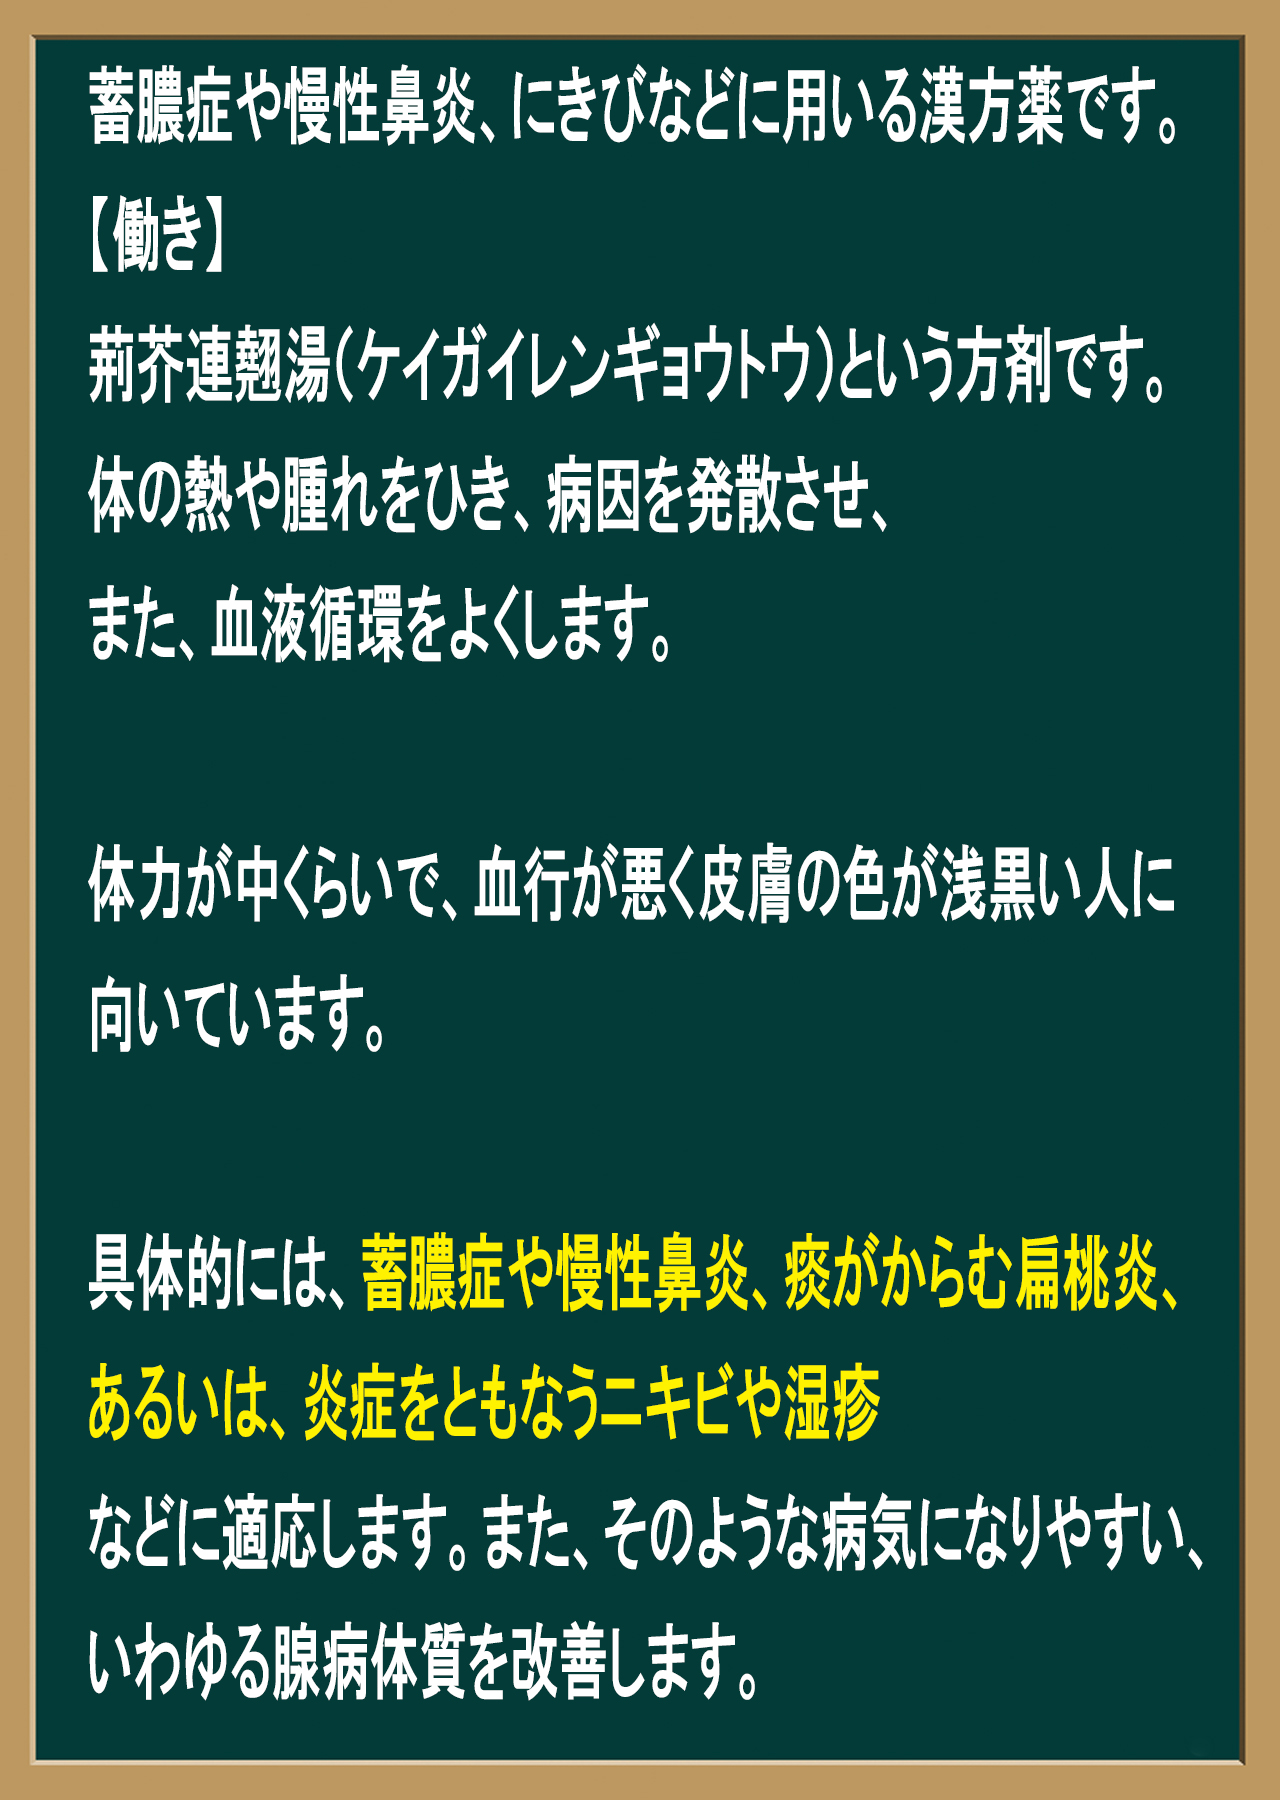 蓄膿症や慢性鼻炎、にきびなどに用いる漢方薬です。
【働き】
荊芥連翹湯（ケイガイレンギョウトウ）という方剤です。
体の熱や腫れをひき、病因を発散させ、
また、血液循環をよくします。
体力が中くらいで、血行が悪く皮膚の色が浅黒い人に
向いています。
具体的には、蓄膿症や慢性鼻炎、痰がからむ扁桃炎、
あるいは、炎症をともなうニキビや湿疹
などに適応します。また、そのような病気になりやすい、
いわゆる腺病体質を改善します。